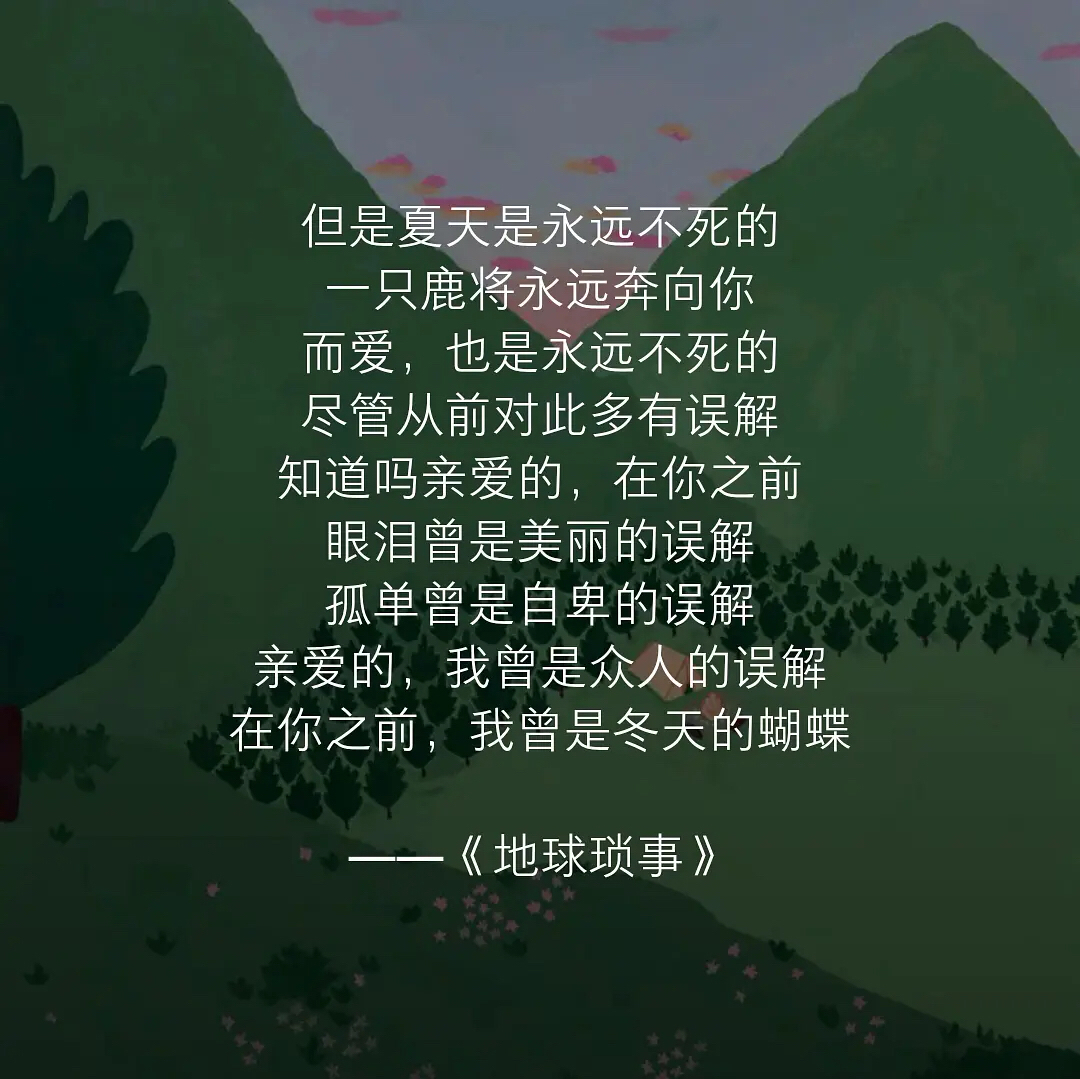 但是夏天是永远不死的
一只鹿将永远奔向你
而爱，也是永远不死的
尽管从前对此多有误解
知道吗亲爱的，在你之前
眼泪曾是美丽的误解
孤单曾是自卑的误解
亲爱的，我曾是众人的误解
在你之前，我曾是冬天的蝴蝶
——《地球琐事》